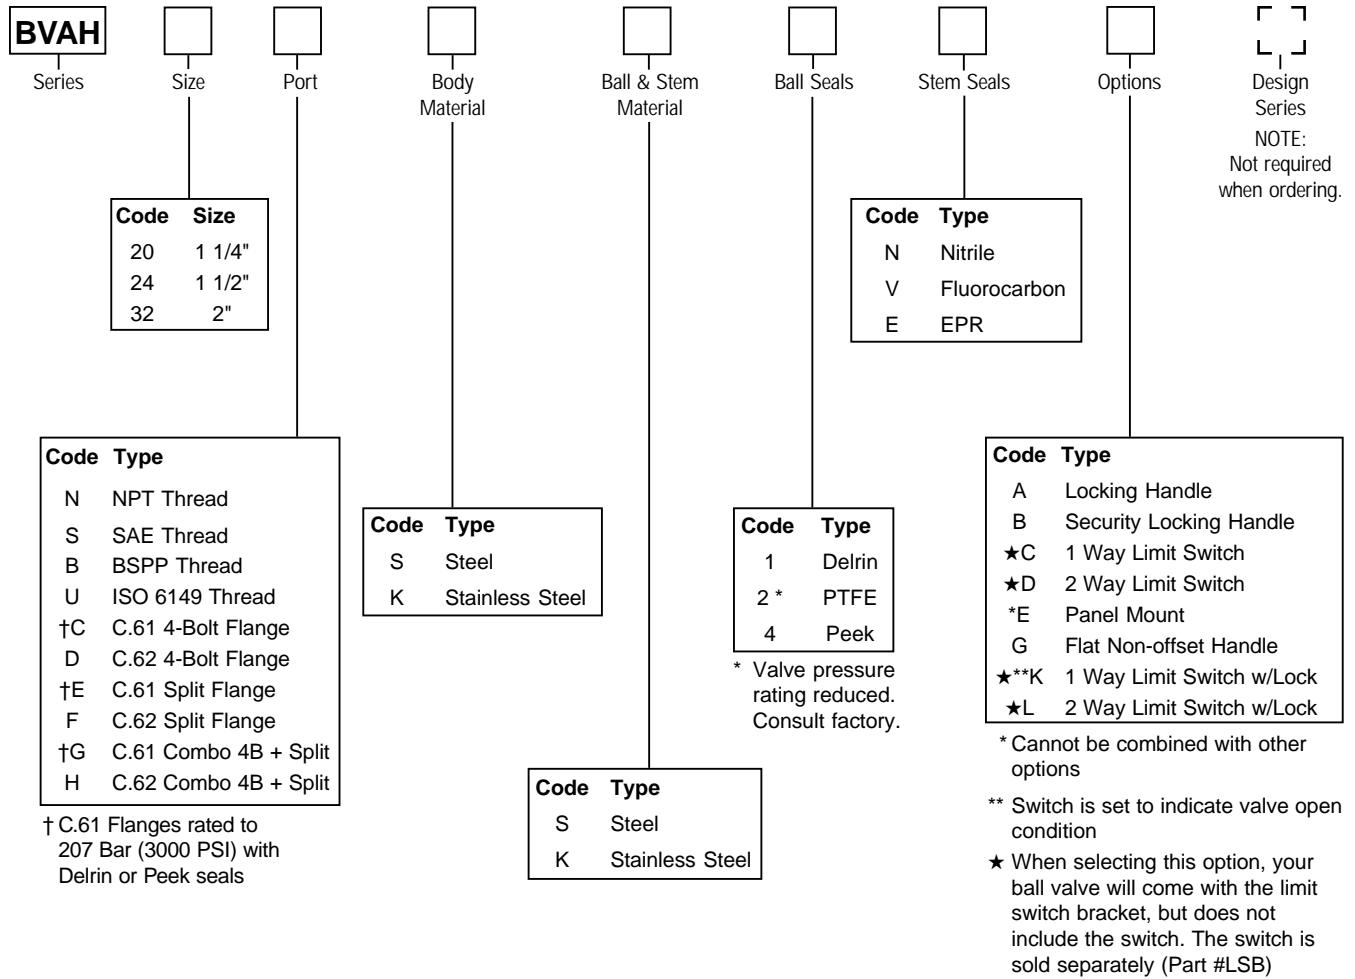 BVAH
Series
Size
Port
Body
Material
Ball & Stem
Material
Ball Seals
Stem Seals
Options
Design
Series
NOTE:
Not required
when ordering.
Code Size
20 1 1/4"
24 1 1/2"
32 2"
Code Type
N Nitrile
V Fluorocarbon
E EPR
Code Type
N NPT Thread
S SAE Thread
B BSPP Thread
U ISO 6149 Thread
†C C.61 4-Bolt Flange
D C.62 4-Bolt Flange
†E C.61 Split Flange
F C.62 Split Flange
†G C.61 Combo 4B + Split
H C.62 Combo 4B + Split
† C.61 Flanges rated to
207 Bar (3000 PSI) with
Delrin or Peek seals
Code Type
S Steel
K Stainless Steel
Code Type
S Steel
K Stainless Steel
Code Type
1 Delrin
2 * PTFE
4 Peek
* Valve pressure
rating reduced.
Consult factory.
Code Type
A Locking Handle
B Security Locking Handle
★C 1 Way Limit Switch
★D 2 Way Limit Switch
*E Panel Mount
G Flat Non-offset Handle
★**K 1 Way Limit Switch w/Lock
★L 2 Way Limit Switch w/Lock
* Cannot be combined with other
options
** Switch is set to indicate valve open
condition
★ When selecting this option, your
ball valve will come with the limit
switch bracket, but does not
include the switch. The switch is
sold separately (Part #LSB)